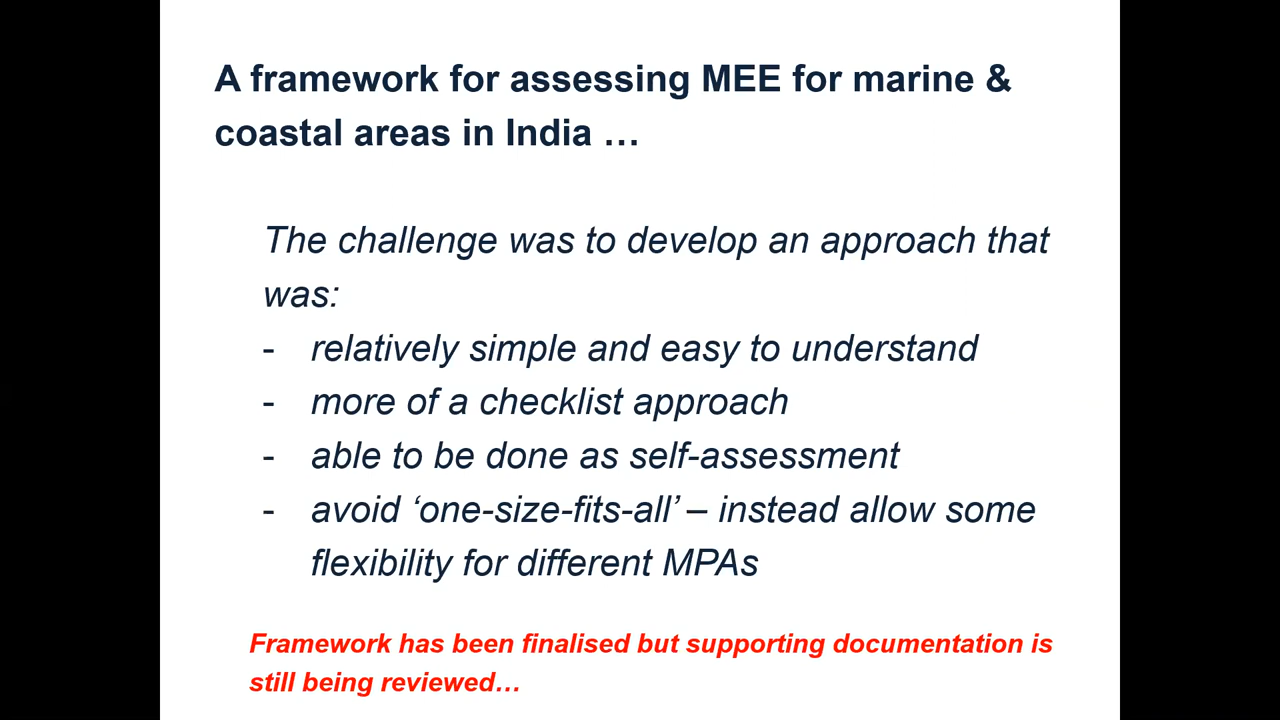 A framework for assessing MEE for marine &
coastal areas in India …
The challenge was to develop an approach that
was:
- relatively simple and easy to understand
- more of a checklist approach
- able to be done as self-assessment
- avoid ‘one-size-fits-all’ – instead allow some
flexibility for different MPAs
Framework has been finalised but supporting documentation is
still being reviewed…